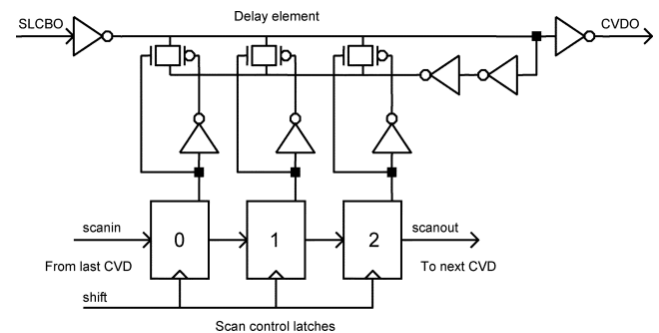 SLCBO
Delay element
CVDO
scanin
0
1
2
scanout
From last CVD
To next CVD
shift
Scan control latches